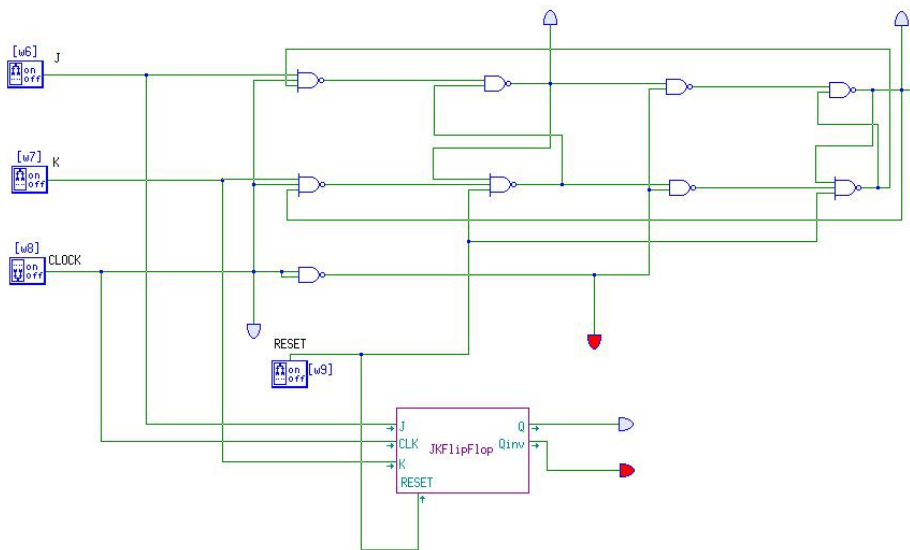 [w6]
J
on
off
[w7]
K
on
off
[w8]
CLOCK
on
off
RESET
on
off
[w9]
J
Q
CLK
JKFlipFlop
Qinv
K
RESET